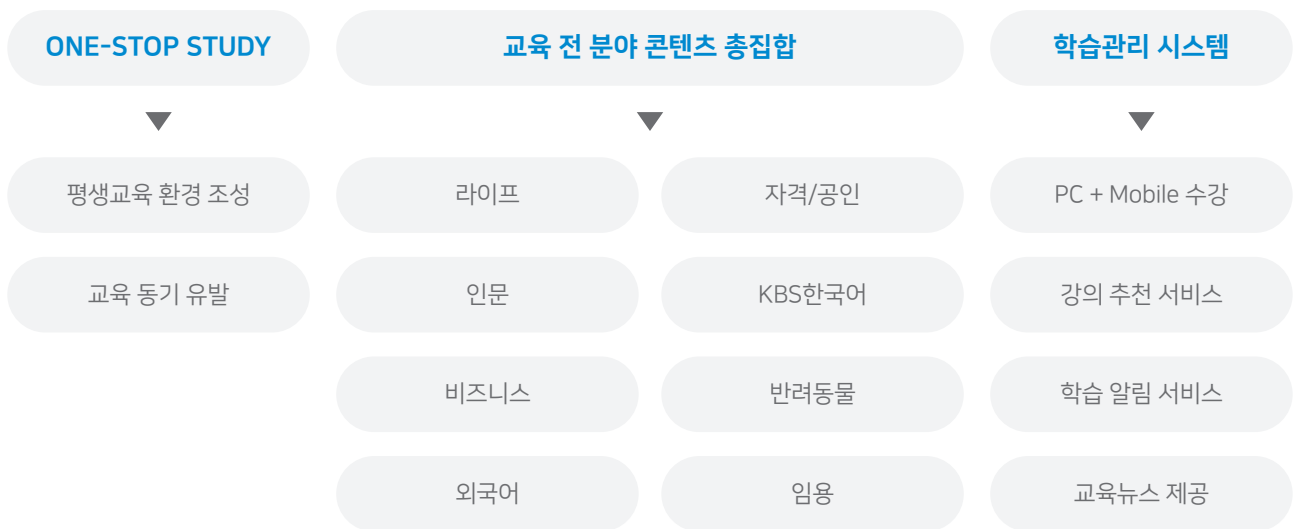 ONE-STOP STUDY
교육 전 분야 콘텐츠 총집합
학습관리 시스템
평생교육 환경 조성
라이프
자격/공인
PC + Mobile 수강
교육 동기 유발
인문
KBS한국어
강의 추천 서비스
비즈니스
반려동물
학습 알림 서비스
외국어
임용
교육뉴스 제공